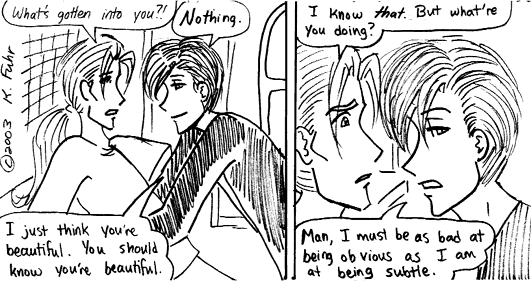 What's gotten into you?!
Nothing.
I just think you're
beautiful. You should
know you're beautiful.
©2003 K. Fuhr
I know that. But what're
you doing?
Man, I must be as bad at
being obvious as I am
at being subtle.